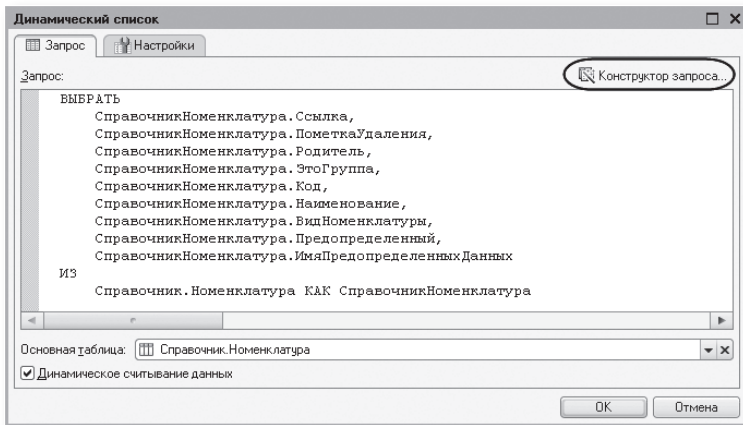 Динамический список
Запрос
Настройки
Запрос:
Конструктор запроса...
ВЫБРАТЬ
СправочникНоменклатура.Ссылка,
СправочникНоменклатура.ПометкаУдаления,
СправочникНоменклатура.Родитель,
СправочникНоменклатура.ЭтоГруппа,
СправочникНоменклатура.Код,
СправочникНоменклатура.Наименование,
СправочникНоменклатура.ВидНоменклатуры,
СправочникНоменклатура.Предопределенный,
СправочникНоменклатура.ИмяПредопределенныхДанных
ИЗ
Справочник.Номенклатура КАК СправочникНоменклатура
Основная таблица: Справочник.Номенклатура
Динамическое считывание данных
ОК Отмена